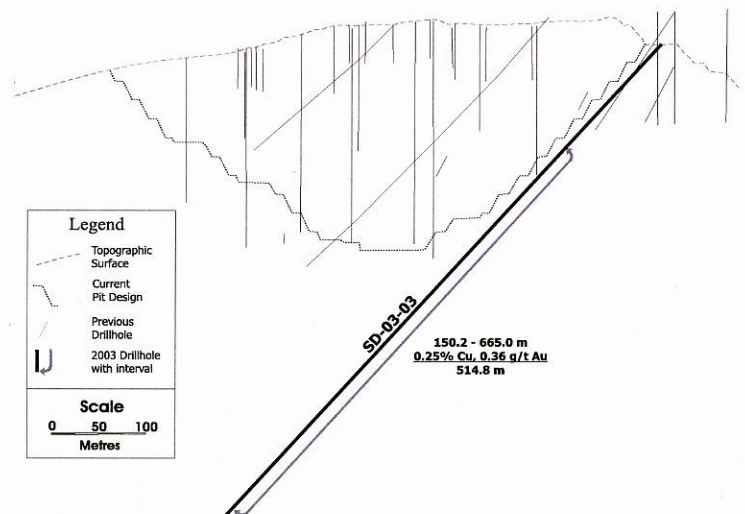 SD-03-03
150.2 - 665.0 m
0.25% Cu, 0.36 g/t Au
514.8 m
Legend
Topographic
Surface
Current
Pit Design
Previous
Drillhole
2003 Drillhole
with interval
Scale
0 50 100
Metres